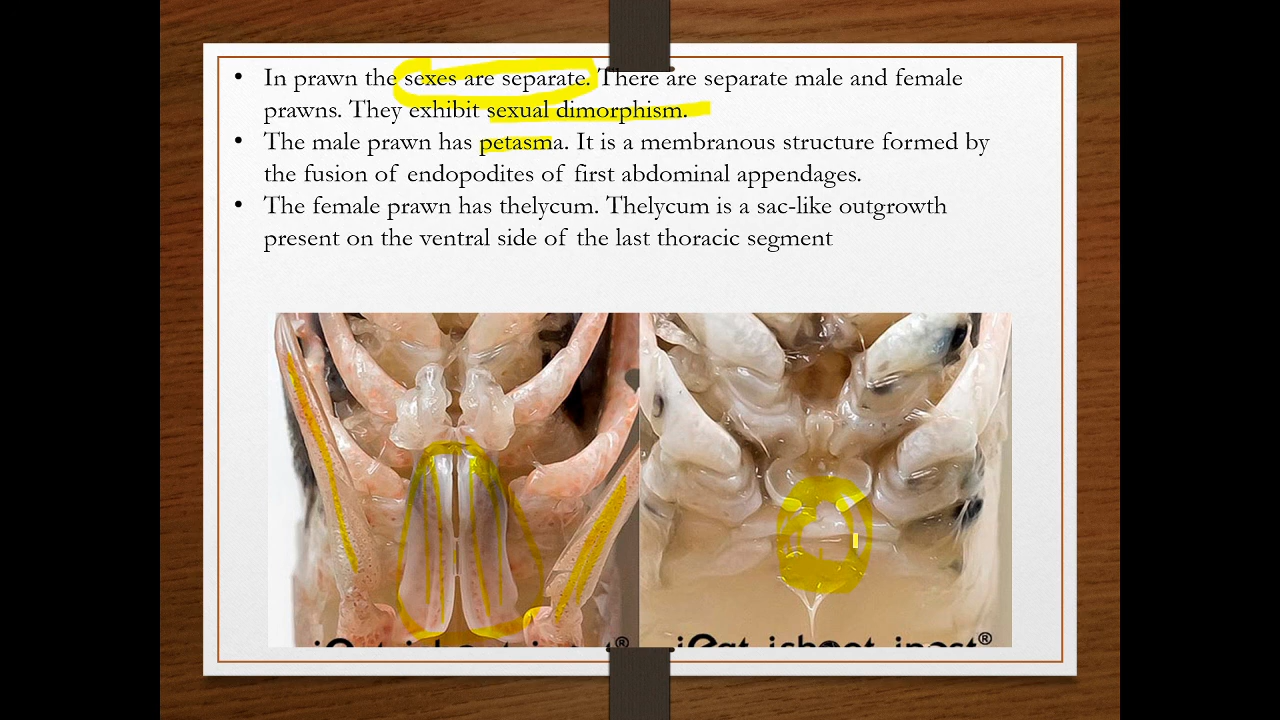 • In prawn the sexes are separate. There are separate male and female
prawns. They exhibit sexual dimorphism.
• The male prawn has petasma. It is a membranous structure formed by
the fusion of endopodites of first abdominal appendages.
• The female prawn has thelycum. Thelycum is a sac-like outgrowth
present on the ventral side of the last thoracic segment